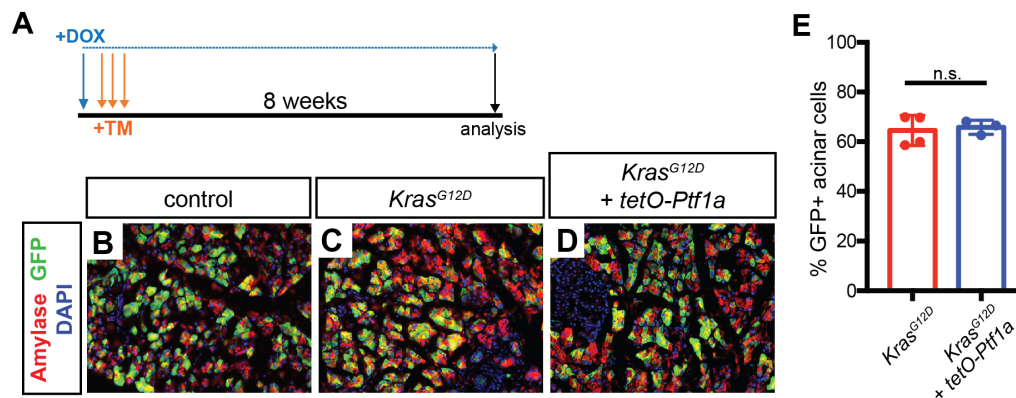 A
+DOX
8 weeks
+TM
analysis
control
Kras^G12D
Kras^G12D
+ tetO-Ptf1a
Amylase GFP
DAPI
B
C
D
E
n.s.
% GFP+ acinar cells
100
80
60
40
20
0
Kras^G12D
Kras^G12D
+ tetO-Ptf1a